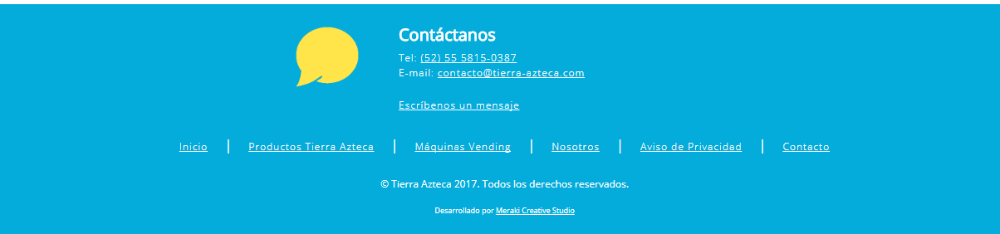 Contáctanos
Tel: (52) 55 5815-0387
E-mail: contacto@tierra-azteca.com
Escríbenos un mensaje
Inicio | Productos Tierra Azteca | Máquinas Vending | Nosotros | Aviso de Privacidad | Contacto
© Tierra Azteca 2017. Todos los derechos reservados.
Desarrollado por Meraki Creative Studio